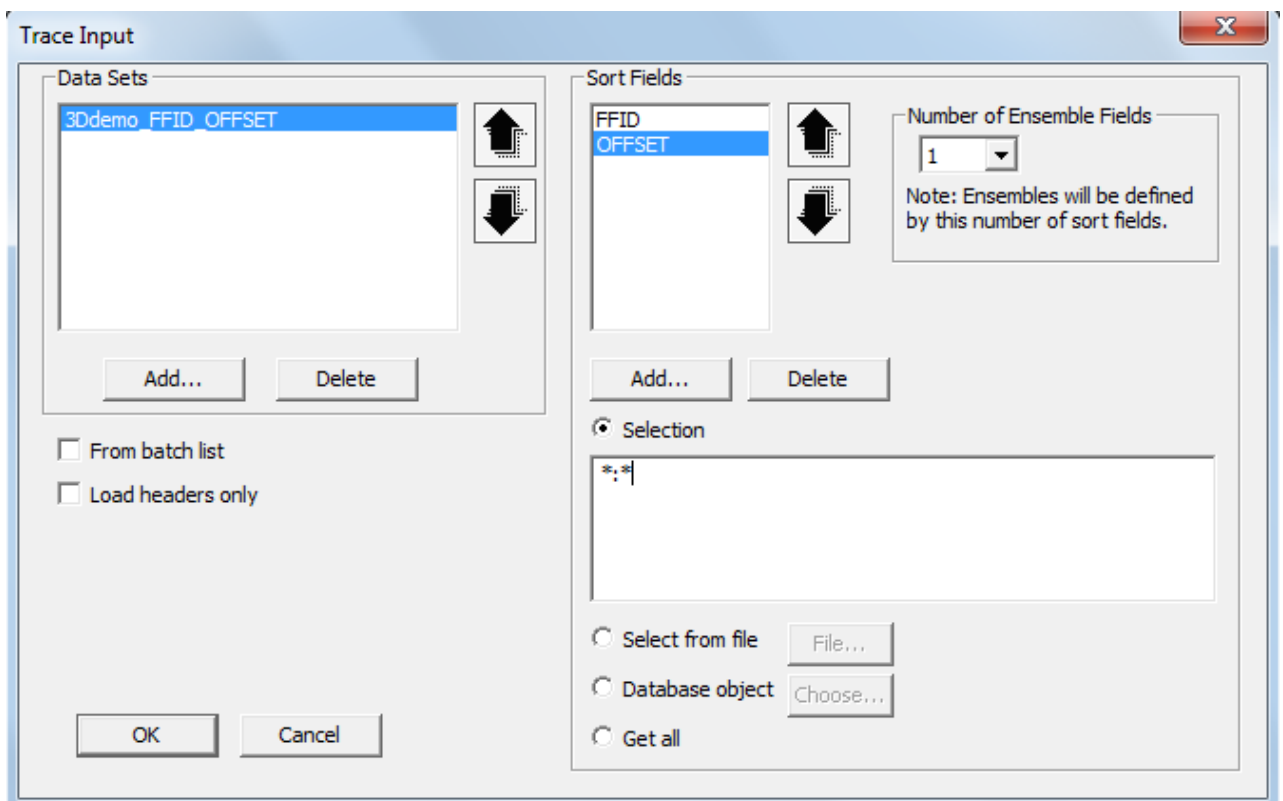 Trace Input
Data Sets
3Ddemo_FFID_OFFSET
Add...
Delete
From batch list
Load headers only
OK
Cancel
Sort Fields
FFID
OFFSET
Number of Ensemble Fields
1
Note: Ensembles will be defined
by this number of sort fields.
Add...
Delete
Selection
*:*
Select from file
File...
Database object
Choose...
Get all